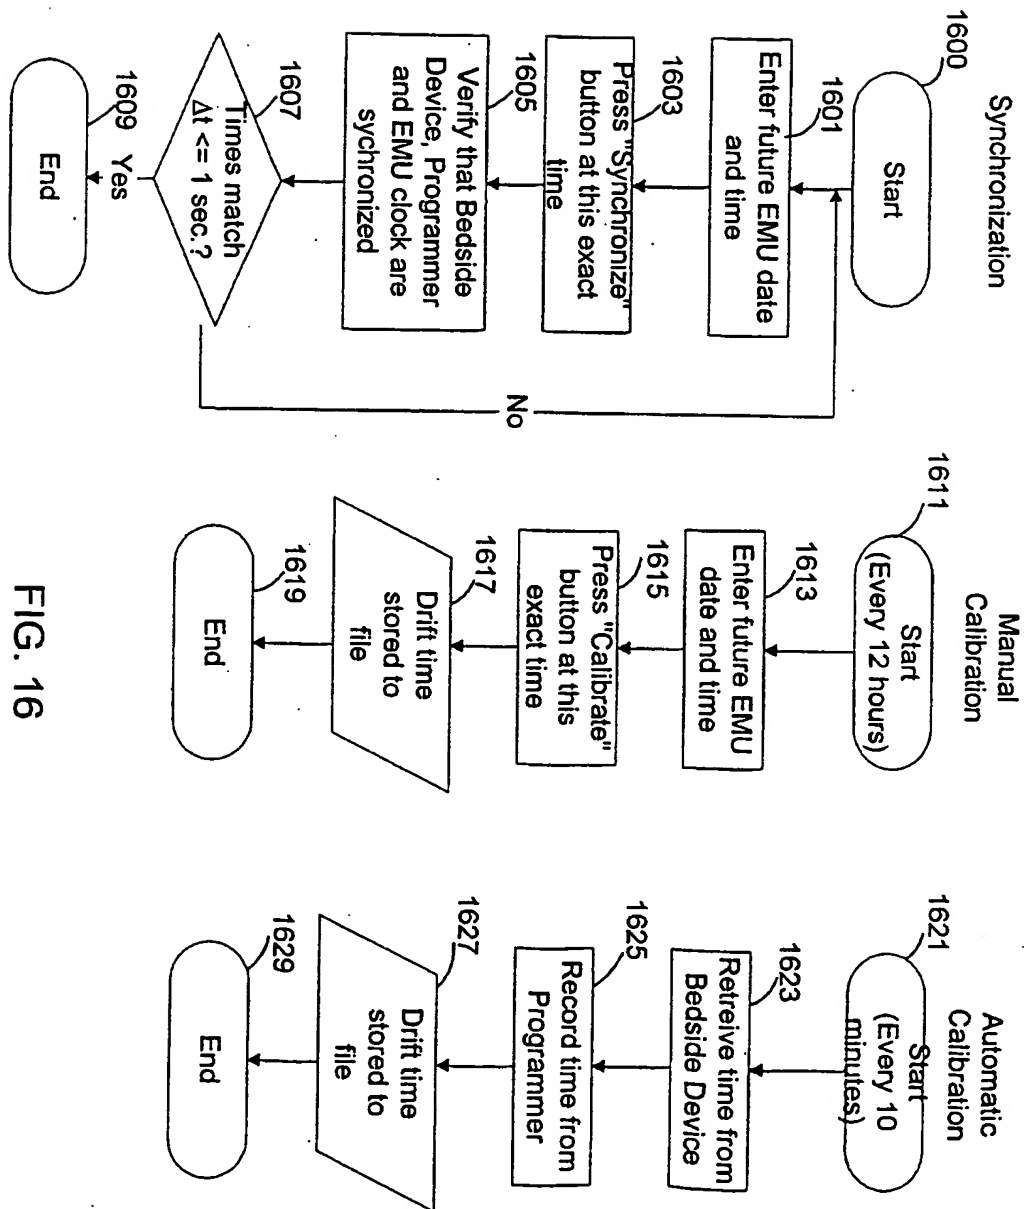 Synchronization
1600
Start
1601
Enter future EMU date
and time
1603
Press "Synchronize"
button at this exact
time
1605
Verify that Bedside
Device, Programmer
and EMU clock are
sychronized
1607
Times match
Δt <= 1 sec.?
No
Yes
1609
End
Manual
Calibration
1611
Start
(Every 12 hours)
1613
Enter future EMU
date and time
1615
Press "Calibrate"
button at this
exact time
1617
Drift time
stored to
file
1619
End
Automatic
Calibration
1621
Start
(Every 10
minutes)
1623
Retreive time from
Bedside Device
1625
Record time from
Programmer
1627
Drift time
stored to
file
1629
End
FIG. 16